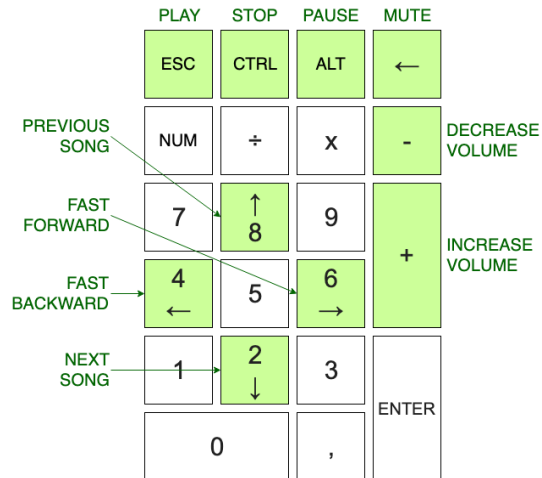 PLAY STOP PAUSE MUTE
ESC CTRL ALT ←
PREVIOUS
SONG
NUM ÷ x -
DECREASE
VOLUME
FAST
FORWARD
7 ↑ 9
8
+
INCREASE
VOLUME
FAST
BACKWARD
4 5 6
← →
NEXT
SONG
1 2 3
↓
ENTER
0 ,